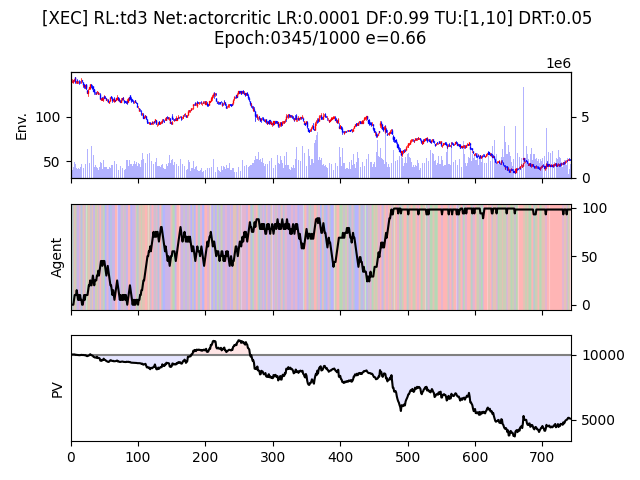 [XEC] RL:td3 Net:actorcritic LR:0.0001 DF:0.99 TU:[1,10] DRT:0.05
Epoch:0345/1000 e=0.66
1e6
Env.
100
50
5
0
Agent
100
50
0
PV
10000
5000
0 100 200 300 400 500 600 700